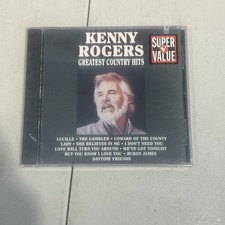 KENNY
ROGERS
GREATEST COUNTRY HITS
SUPER
VALUE
LUCILLE • THE GAMBLER • COWARD OF THE COUNTY
LADY • SHE BELIEVES IN ME • I DON'T NEED YOU
LOVE WILL TURN YOU AROUND • WE'VE GOT TONIGHT
BUT YOU KNOW I LOVE YOU • RUBEN JAMES
DAYTIME FRIENDS